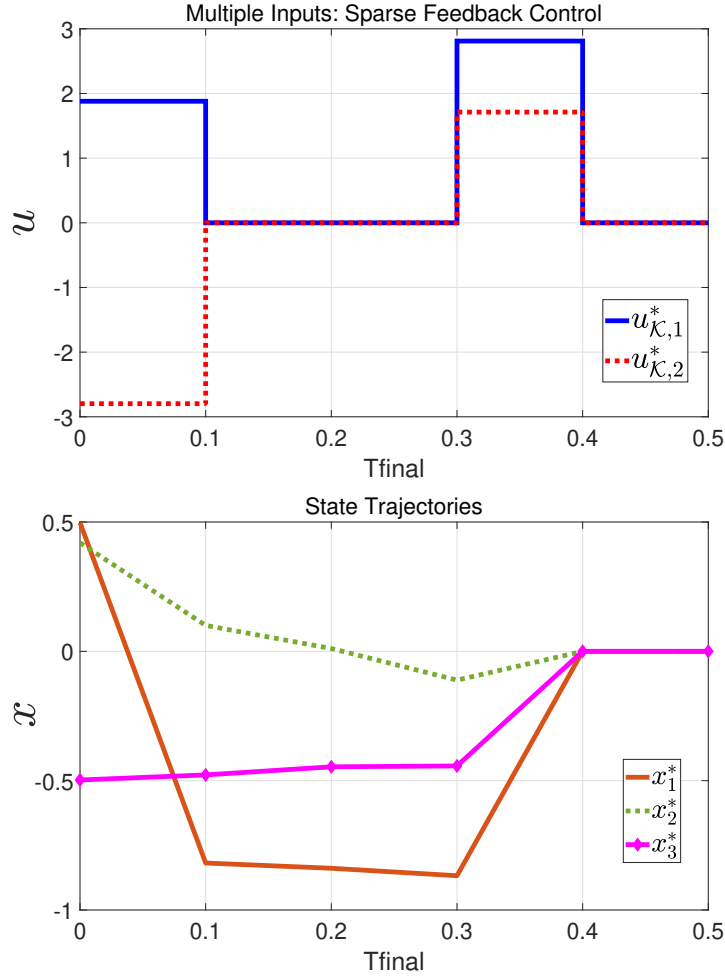 Multiple Inputs: Sparse Feedback Control
3
2
1
0
-1
-2
-3
u
u*K,1
u*K,2
0 0.1 0.2 0.3 0.4 0.5
Tfinal
State Trajectories
0.5
0
-0.5
-1
x
x*1
x*2
x*3
0 0.1 0.2 0.3 0.4 0.5
Tfinal